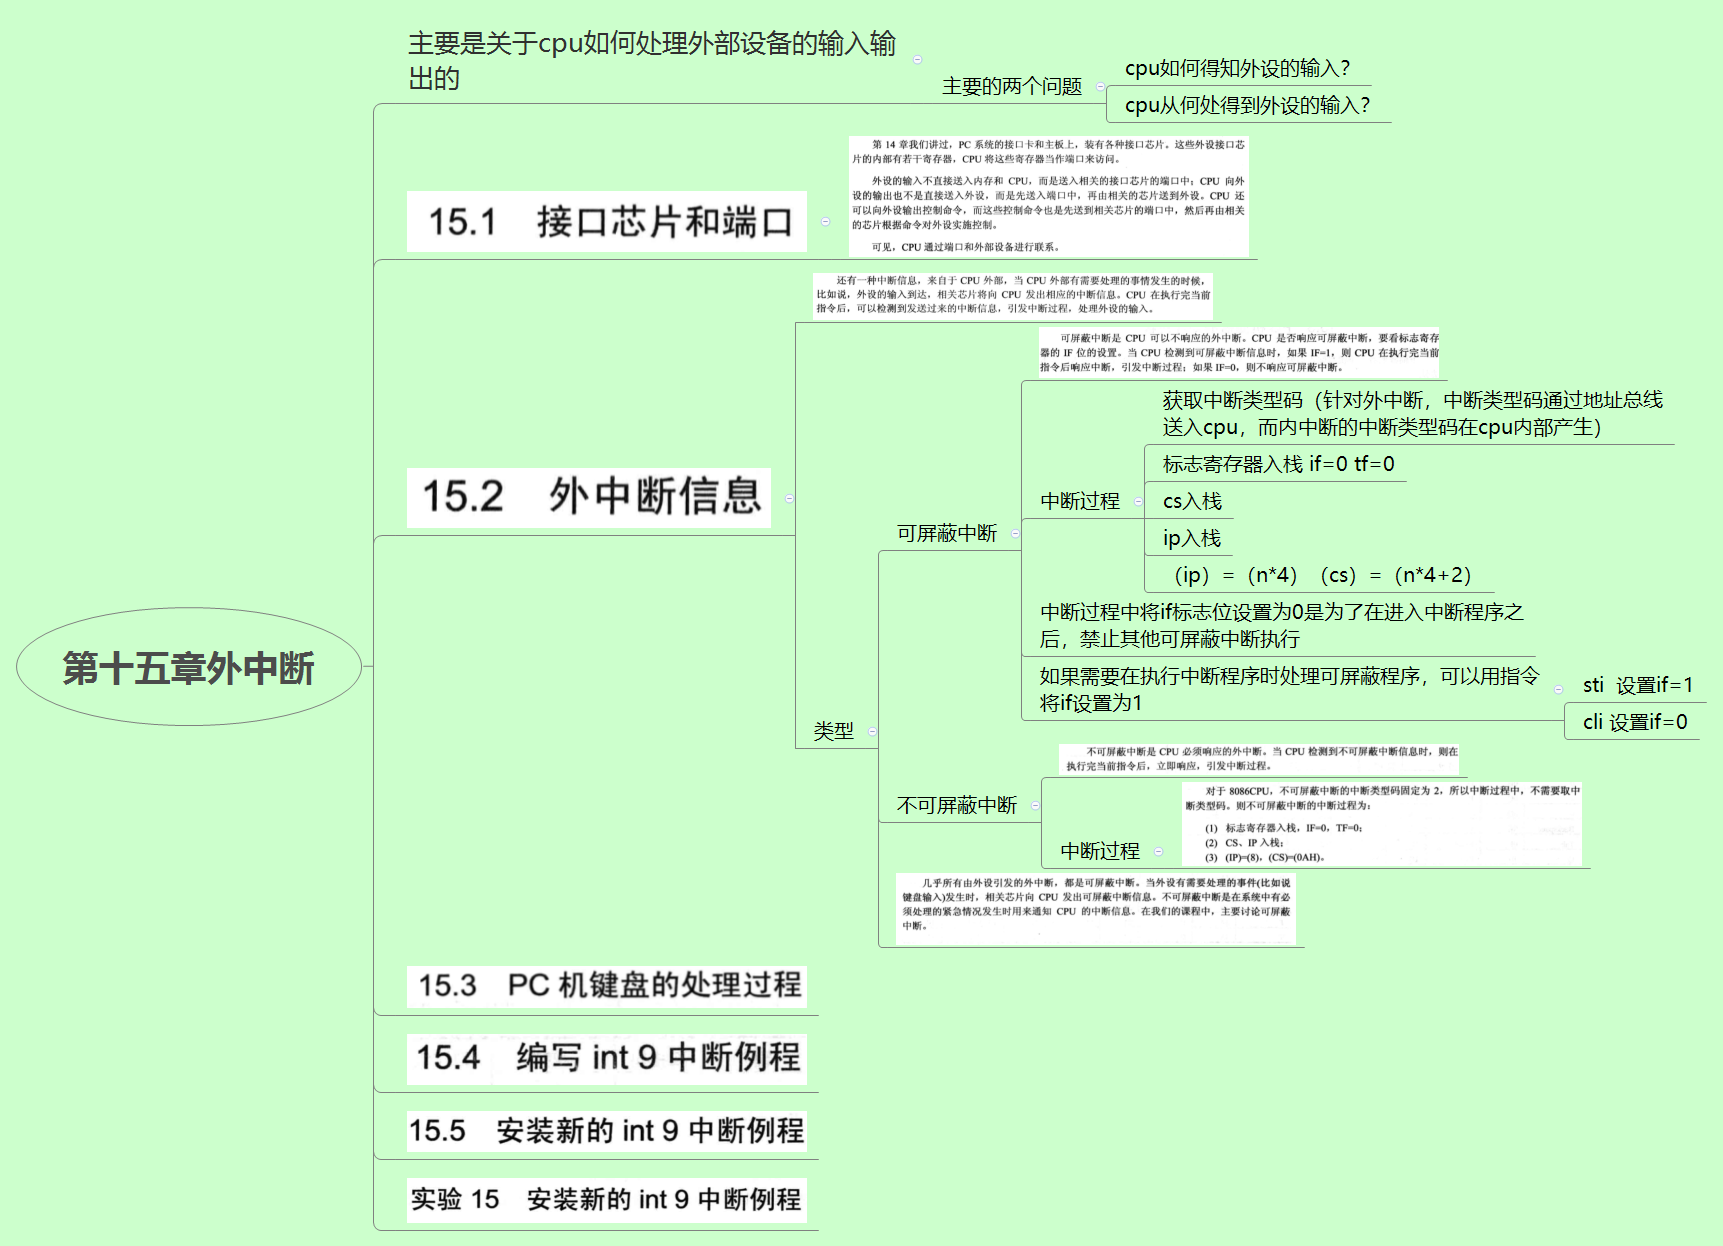 主要是关于cpu如何处理外部设备的输入输
出的
主要的两个问题
cpu如何得知外设的输入？
cpu从何处得到外设的输入？
15.1 接口芯片和端口
第 14 章我们讲过，PC 系统的接口卡和主板上，装有各种接口芯片。这些外设接口芯
片的内部有若干寄存器，CPU 将这些寄存器当作端口来访问。
外设的输入不直接送入内存和 CPU，而是送入相关的接口芯片的端口中；CPU 向外
设的输出也不是直接送入外设，而是先送入端口中，再由相关的芯片送到外设。CPU 还
可以向外设输出控制命令，而这些控制命令也是先送到相关芯片的端口中，然后再由相关
的芯片根据命令对外设实施控制。
可见，CPU 通过端口和外部设备进行联系。
15.2 外中断信息
还有一种中断信息，来自于 CPU 外部，当 CPU 外部有需要处理的事情发生的时候，
比如说，外设的输入到达，相关芯片将向 CPU 发出相应的中断信息。CPU 在执行完当前
指令后，可以检测到发送过来的中断信息，引发中断过程，处理外设的输入。
类型
可屏蔽中断
可屏蔽中断是 CPU 可以不响应的外中断。CPU 是否响应可屏蔽中断，要看标志寄存
器的 IF 位的设置。当 CPU 检测到可屏蔽中断信息时，如果 IF=1，则 CPU 在执行完当前
指令后响应中断，引发中断过程；如果 IF=0，则不响应可屏蔽中断。
中断过程
获取中断类型码（针对外中断，中断类型码通过地址总线
送入cpu，而内中断的中断类型码在cpu内部产生）
标志寄存器入栈 if=0 tf=0
cs入栈
ip入栈
（ip）=（n*4）（cs）=（n*4+2）
中断过程中将if标志位设置为0是为了在进入中断程序之
后，禁止其他可屏蔽中断执行
如果需要在执行中断程序时处理可屏蔽程序，可以用指令
将if设置为1
sti 设置if=1
cli 设置if=0
不可屏蔽中断
不可屏蔽中断是 CPU 必须响应的外中断。当 CPU 检测到不可屏蔽中断信息时，则在
执行完当前指令后，立即响应，引发中断过程。
中断过程
对于 8086CPU，不可屏蔽中断的中断类型码固定为 2，所以中断过程中，不需要取中
断类型码。则不可屏蔽中断的中断过程为：
(1) 标志寄存器入栈，IF=0，TF=0；
(2) CS、IP 入栈；
(3) (IP)=(8)，(CS)=(0AH)。
几乎所有由外设引发的外中断，都是可屏蔽中断。当外设有需要处理的事件(比如说
键盘输入)发生时，相关芯片向 CPU 发出可屏蔽中断信息。不可屏蔽中断是在系统中有必
须处理的紧急情况发生时用来通知 CPU 的中断信息。在我们的课程中，主要讨论可屏蔽
中断。
第十五章外中断
15.3 PC 机键盘的处理过程
15.4 编写 int 9 中断例程
15.5 安装新的 int 9 中断例程
实验 15 安装新的 int 9 中断例程